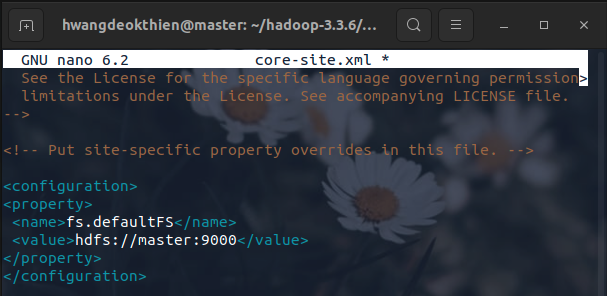 hwangdeokthien@master: ~/hadoop-3.3.6/...
GNU nano 6.2 core-site.xml *
See the License for the specific language governing permission>
limitations under the License. See accompanying LICENSE file.
-->
<!-- Put site-specific property overrides in this file. -->
<configuration>
<property>
<name>fs.defaultFS</name>
<value>hdfs://master:9000</value>
</property>
</configuration>